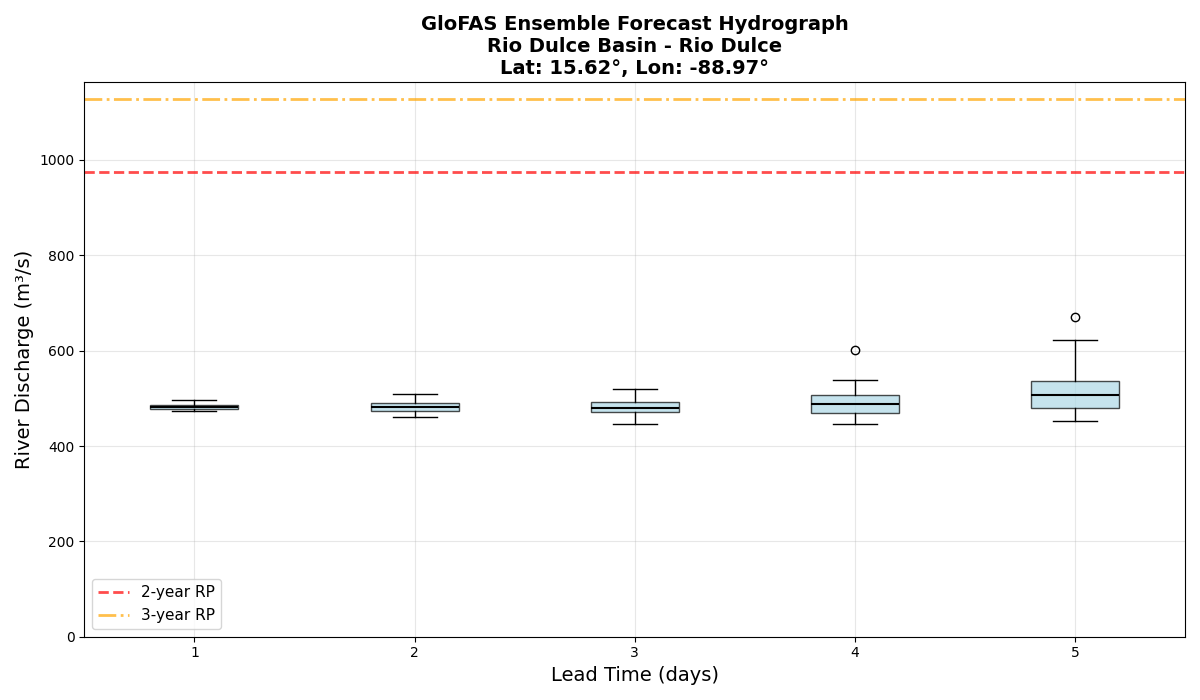 GloFAS Ensemble Forecast Hydrograph
Rio Dulce Basin - Rio Dulce
Lat: 15.62°, Lon: -88.97°
River Discharge (m³/s)
1000
800
600
400
200
0
2-year RP
3-year RP
1 2 3 4 5
Lead Time (days)